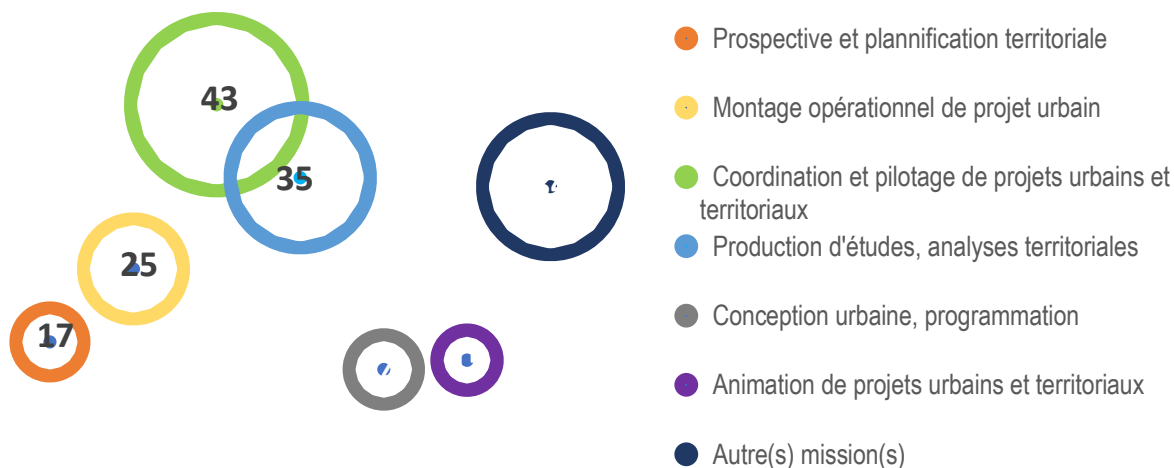 43
35
25
17
Prospective et plannification territoriale
Montage opérationnel de projet urbain
Coordination et pilotage de projets urbains et
territoriaux
Production d'études, analyses territoriales
Conception urbaine, programmation
Animation de projets urbains et territoriaux
Autre(s) mission(s)